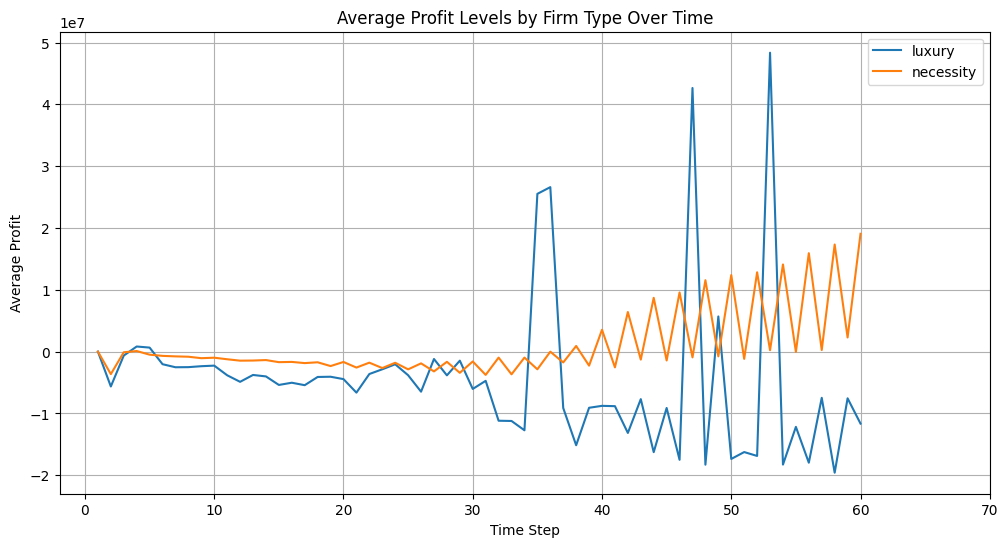 Average Profit Levels by Firm Type Over Time
1e7
luxury
necessity
5
4
3
2
1
0
−1
−2
Average Profit
0 10 20 30 40 50 60 70
Time Step